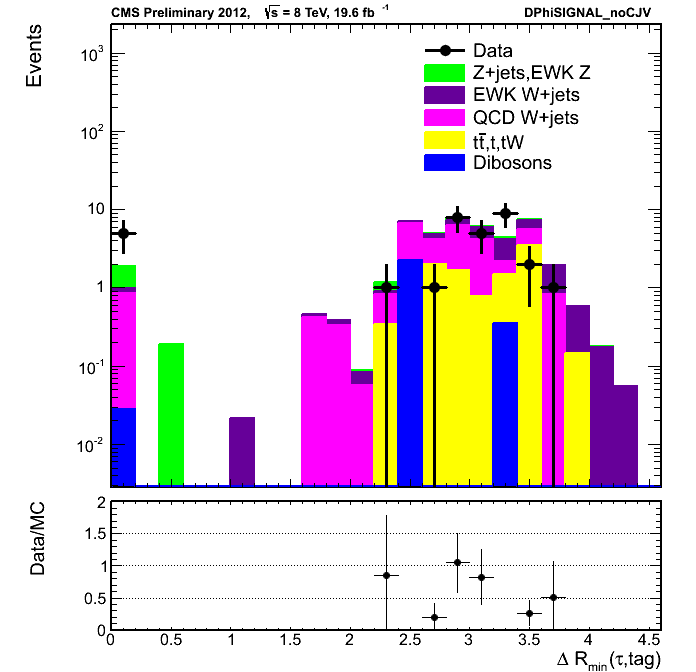 CMS Preliminary 2012, √s = 8 TeV, 19.6 fb⁻¹ DPhiSIGNAL_noCJV
Events
10³
10²
10
1
10⁻¹
10⁻²
Data
Z+jets,EWK Z
EWK W+jets
QCD W+jets
tt̄,t,tW
Dibosons
Data/MC
2
1.5
1
0.5
0
0 0.5 1 1.5 2 2.5 3 3.5 4 4.5
Δ R_min(τ,tag)